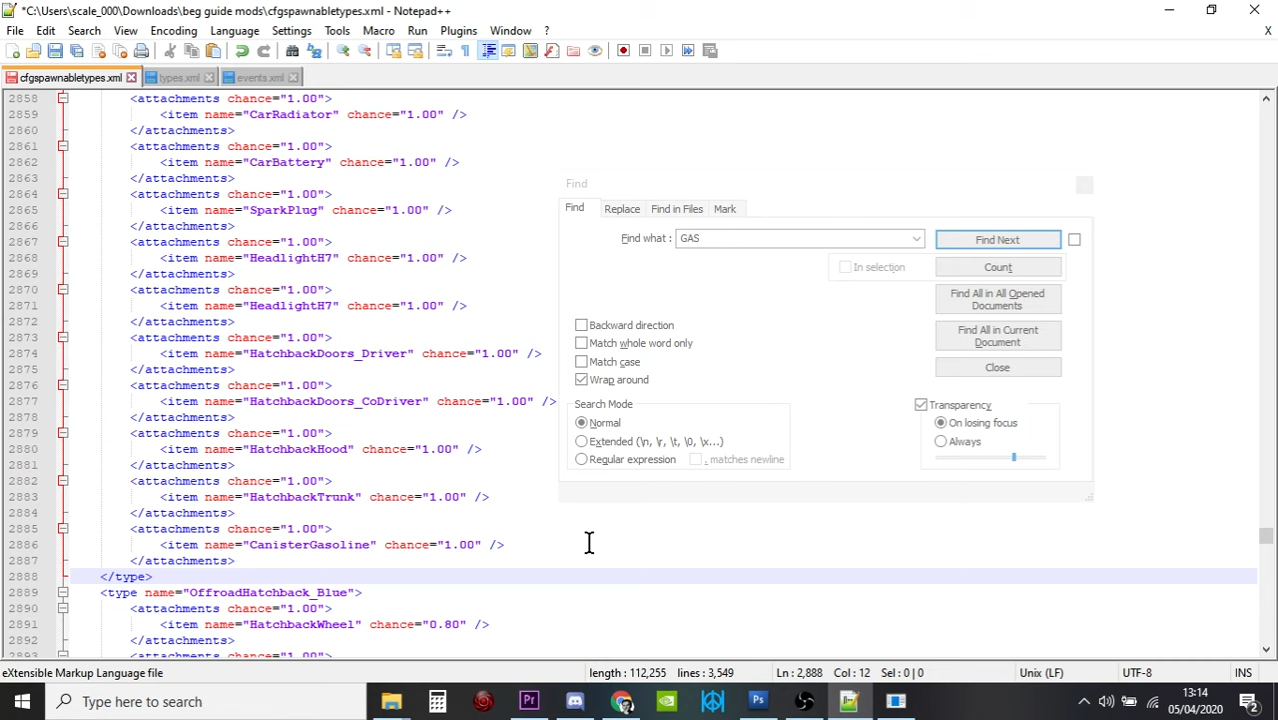 *C:\Users\scale_000\Downloads\beg guide mods\cfgspawnabletypes.xml - Notepad++
File Edit Search View Encoding Language Settings Tools Macro Run Plugins Window ? X
cfgspawnabletypes.xml types.xml events.xml
2858 <attachments chance="1.00">
2859 <item name="CarRadiator" chance="1.00" />
2860 </attachments>
2861 <attachments chance="1.00">
2862 <item name="CarBattery" chance="1.00" />
2863 </attachments>
2864 <attachments chance="1.00">
2865 <item name="SparkPlug" chance="1.00" />
2866 </attachments>
2867 <attachments chance="1.00">
2868 <item name="HeadlightH7" chance="1.00" />
2869 </attachments>
2870 <attachments chance="1.00">
2871 <item name="HeadlightH7" chance="1.00" />
2872 </attachments>
2873 <attachments chance="1.00">
2874 <item name="HatchbackDoors_Driver" chance="1.00" />
2875 </attachments>
2876 <attachments chance="1.00">
2877 <item name="HatchbackDoors_CoDriver" chance="1.00" />
2878 </attachments>
2879 <attachments chance="1.00">
2880 <item name="HatchbackHood" chance="1.00" />
2881 </attachments>
2882 <attachments chance="1.00">
2883 <item name="HatchbackTrunk" chance="1.00" />
2884 </attachments>
2885 <attachments chance="1.00">
2886 <item name="CanisterGasoline" chance="1.00" />
2887 </attachments>
2888 </type>
2889 <type name="OffroadHatchback_Blue">
2890 <attachments chance="1.00">
2891 <item name="HatchbackWheel" chance="0.80" />
2892 </attachments>
2893 <attachments chance="1.00">
Find
Find Replace Find in Files Mark
Find what : GAS
Find Next
In selection
Count
Find All in All Opened
Documents
Backward direction
Match whole word only
Find All in Current
Document
Match case
Close
Wrap around
Search Mode
Transparency
Normal
On losing focus
Extended (\n, \r, \t, \0, \x...)
Always
Regular expression
. matches newline
eXtensible Markup Language file length : 112,255 lines : 3,549 Ln : 2,888 Col : 12 Sel : 0 | 0 Unix (LF) UTF-8 INS
Type here to search
13:14
05/04/2020
2